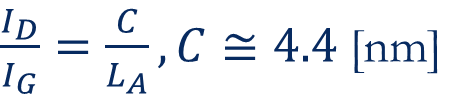 I_D/I_G = C/L_A, C ≅ 4.4 [nm]